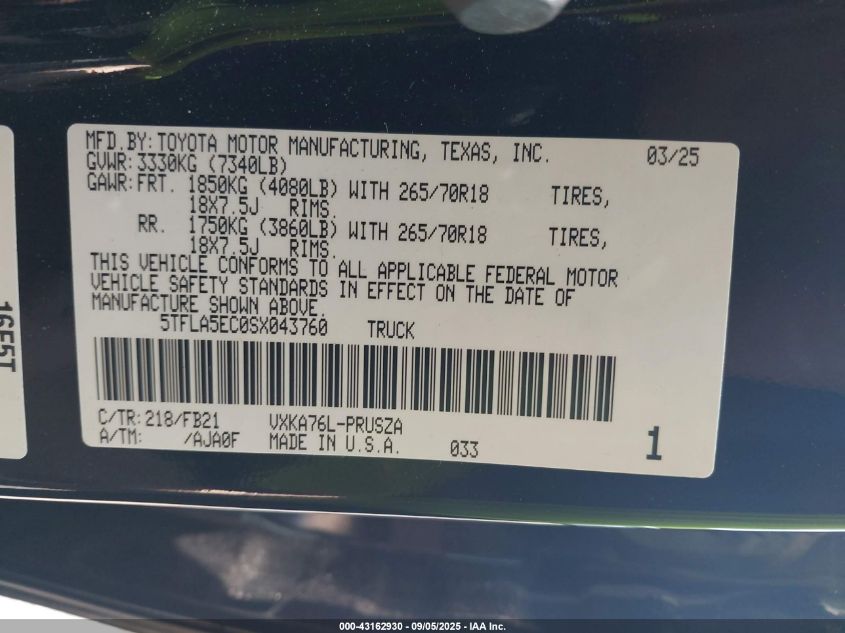 MFD.BY: TOYOTA MOTOR MANUFACTURING, TEXAS, INC. 03/25
GVWR: 3330KG (7340LB)
GAWR: FRT. 1850KG (4080LB) WITH 265/70R18 TIRES,
18X7.5J RIMS.
RR. 1750KG (3860LB) WITH 265/70R18 TIRES,
18X7.5J RIMS.
THIS VEHICLE CONFORMS TO ALL APPLICABLE FEDERAL MOTOR
VEHICLE SAFETY STANDARDS IN EFFECT ON THE DATE OF
MANUFACTURE SHOWN ABOVE.
5TFLA5EC0SX043760 TRUCK
C/TR: 218/FB21 VXKA76L-PRUSZA
A/TM: /AJA0F MADE IN U.S.A. 033 1
16E5T
000-43162930 - 09/05/2025 - IAA Inc.